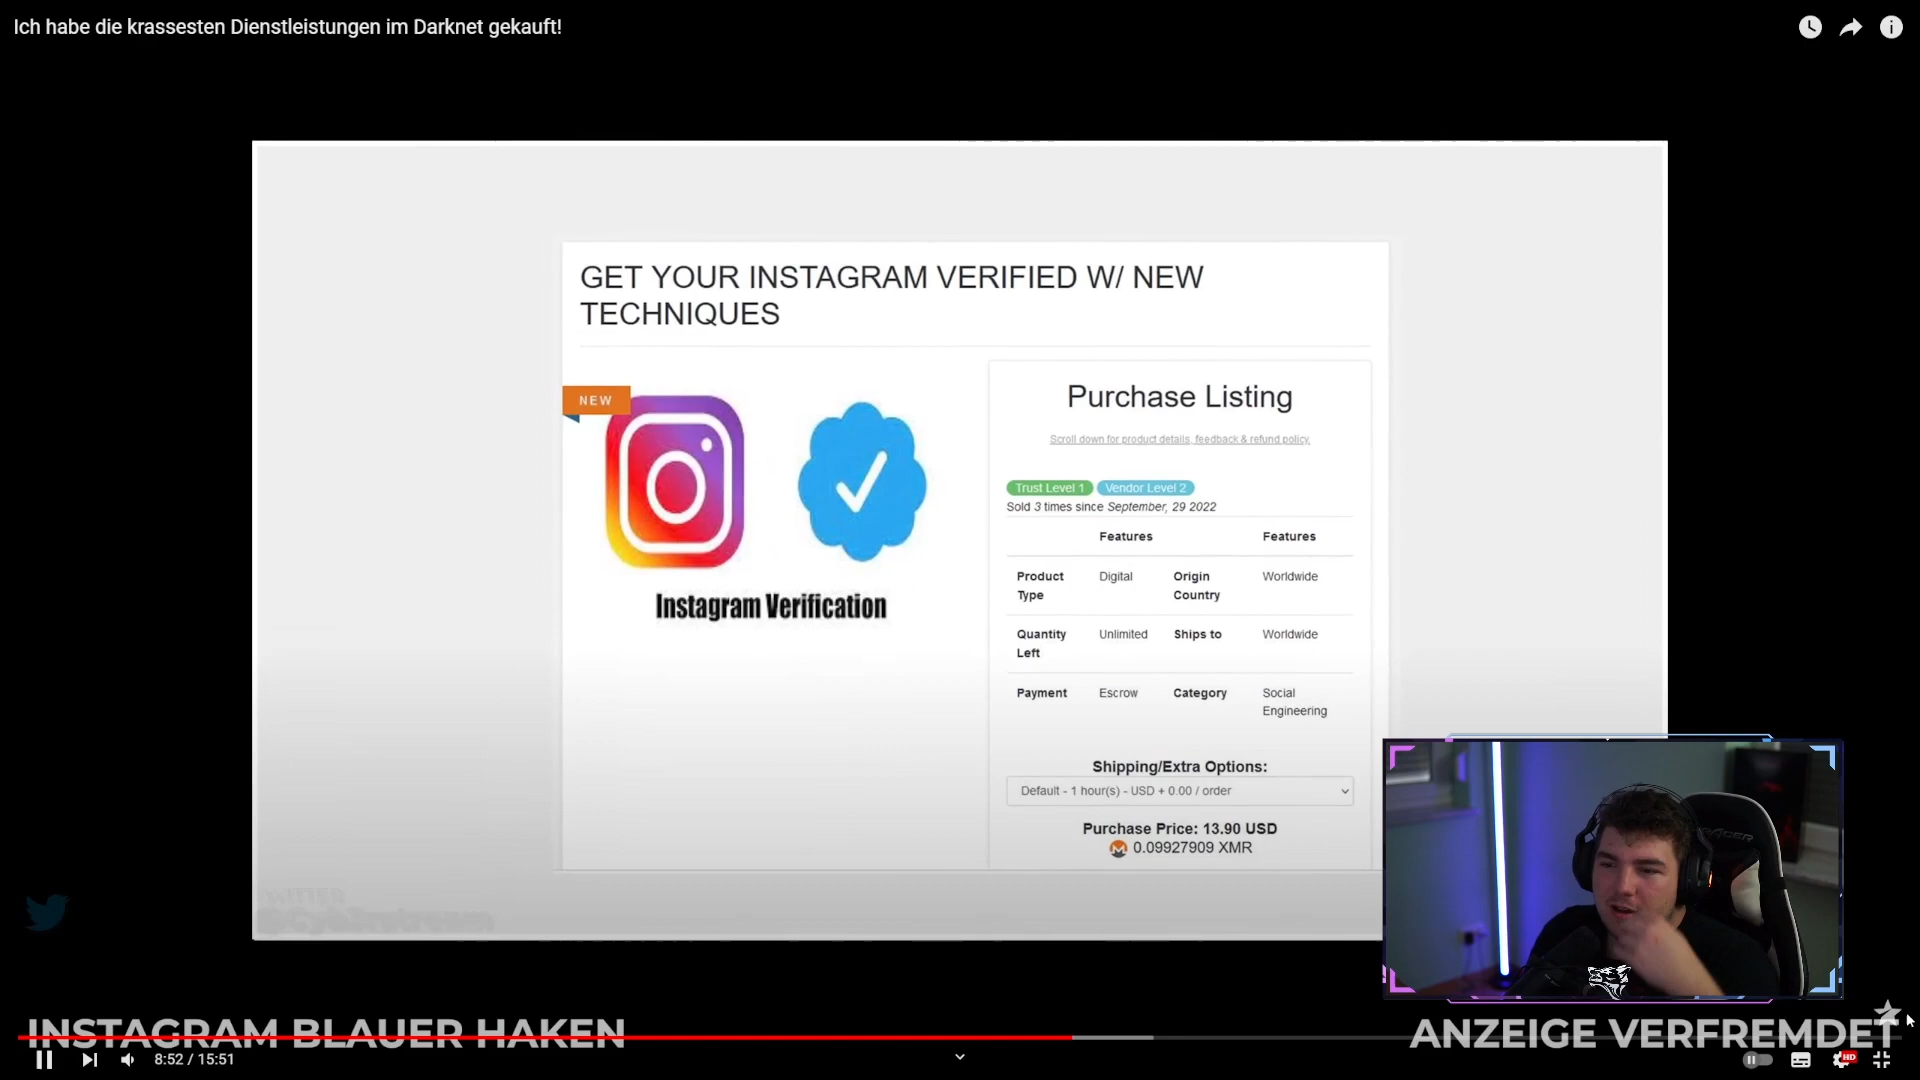 Ich habe die krassesten Dienstleistungen im Darknet gekauft!
GET YOUR INSTAGRAM VERIFIED W/ NEW
TECHNIQUES
NEW
Instagram Verification
Purchase Listing
Scroll down for product details, feedback & refund policy.
Trust Level 1 Vendor Level 2
Sold 3 times since September, 29 2022
Features Features
Product Type Digital Origin Country Worldwide
Quantity Left Unlimited Ships to Worldwide
Payment Escrow Category Social Engineering
Shipping/Extra Options:
Default - 1 hour(s) - USD + 0.00 / order
Purchase Price: 13.90 USD
0.09927909 XMR
TWITTER
INSTAGRAM BLAUER HAKEN
ANZEIGE VERFREMDET
8:52 / 15:51
HD